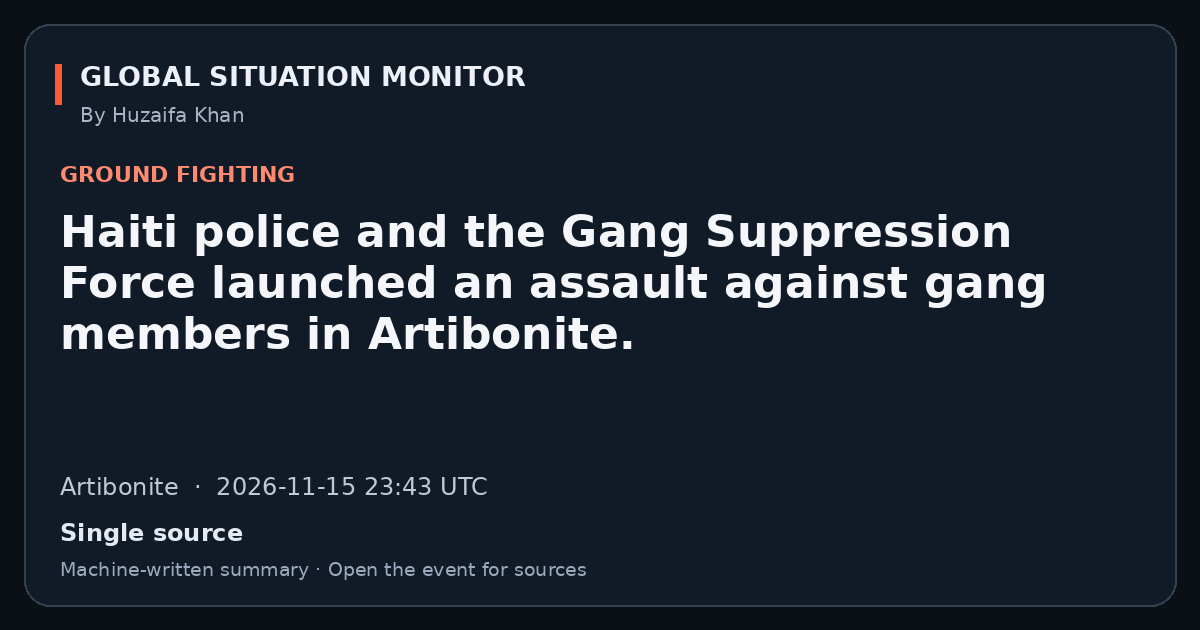 GLOBAL SITUATION MONITOR
By Huzaifa Khan
GROUND FIGHTING
Haiti police and the Gang Suppression
Force launched an assault against gang
members in Artibonite.
Artibonite · 2026-11-15 23:43 UTC
Single source
Machine-written summary · Open the event for sources